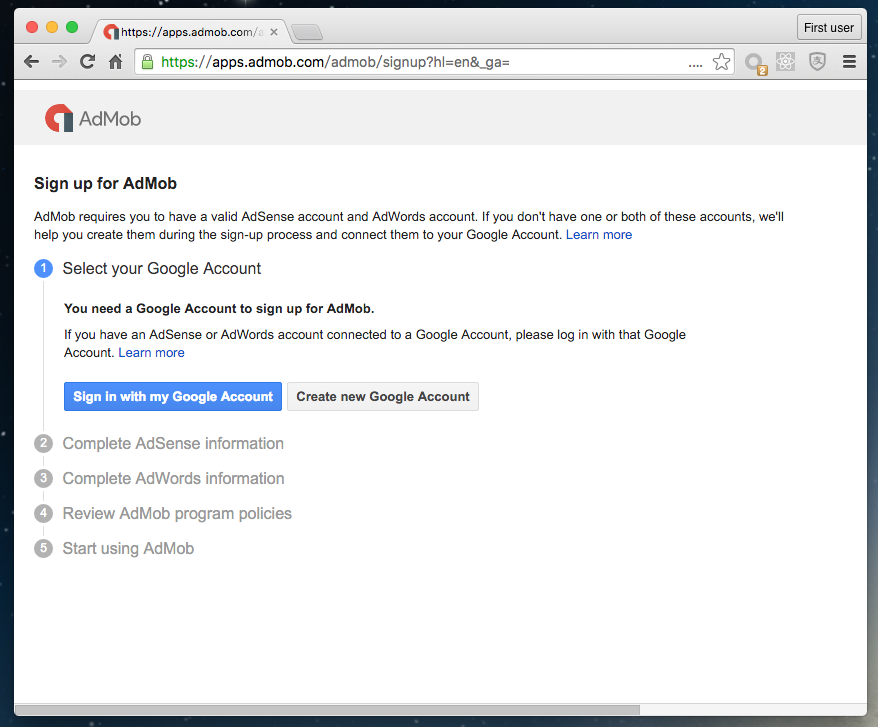 https://apps.admob.com/a
First user
https://apps.admob.com/admob/signup?hl=en&_ga= ....
2
AdMob
Sign up for AdMob
AdMob requires you to have a valid AdSense account and AdWords account. If you don't have one or both of these accounts, we'll
help you create them during the sign-up process and connect them to your Google Account. Learn more
1 Select your Google Account
You need a Google Account to sign up for AdMob.
If you have an AdSense or AdWords account connected to a Google Account, please log in with that Google
Account. Learn more
Sign in with my Google Account Create new Google Account
2 Complete AdSense information
3 Complete AdWords information
4 Review AdMob program policies
5 Start using AdMob